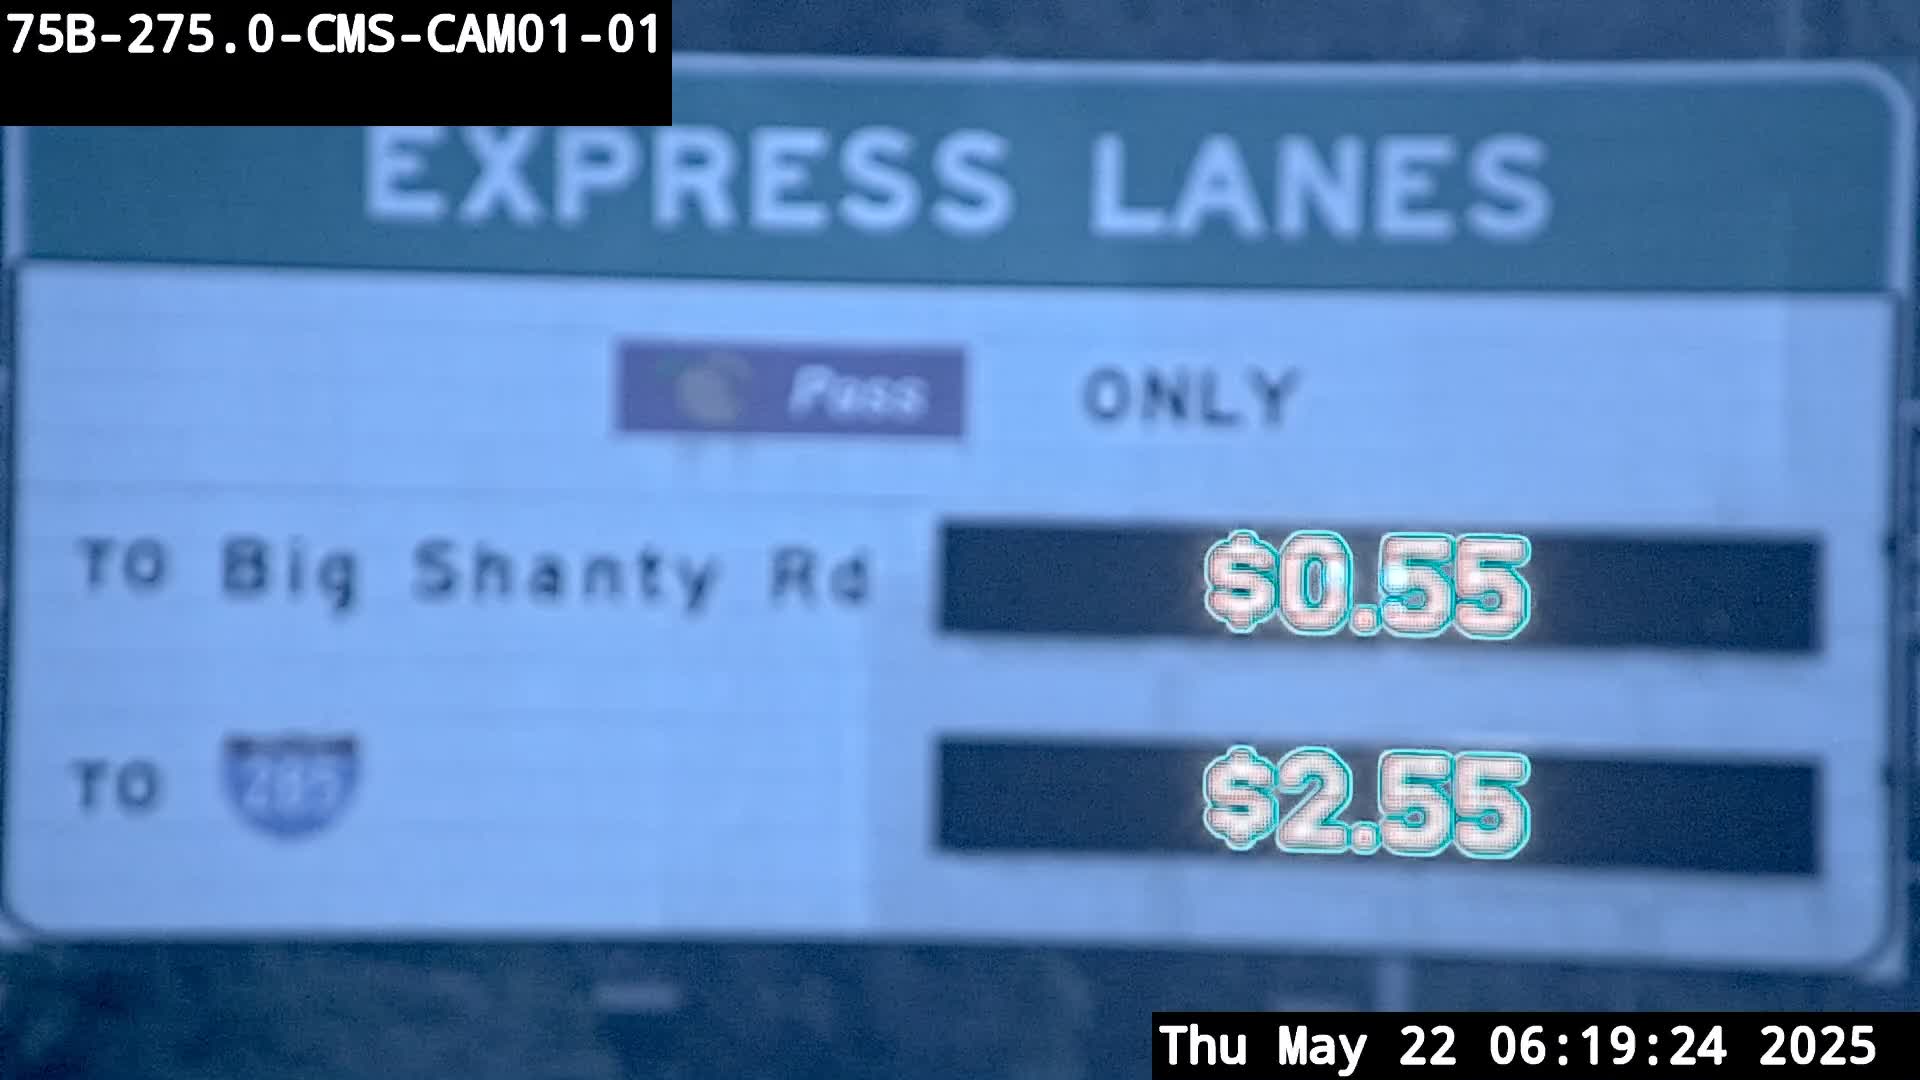 75B-275.0-CMS-CAM01-01
EXPRESS LANES
Pass ONLY
TO Big Shanty Rd $0.55
TO 285 $2.55
Thu May 22 06:19:24 2025